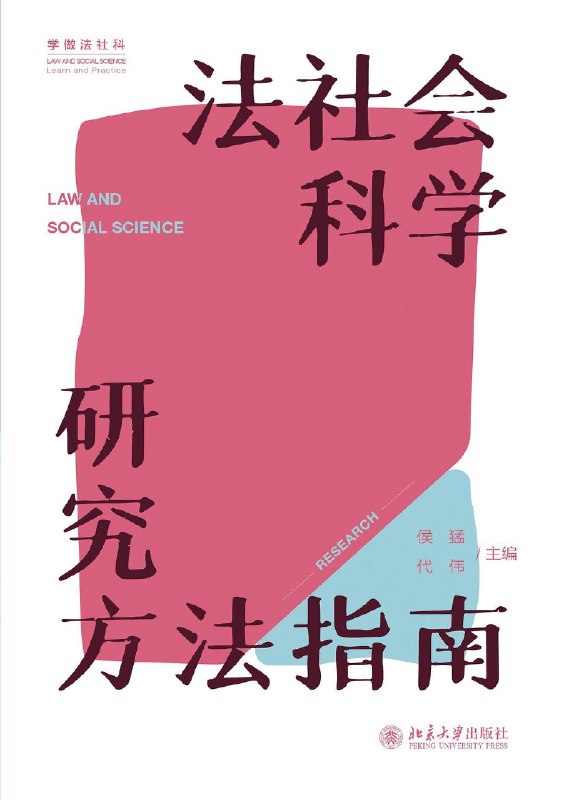 学做法社科
LAW AND SOCIAL SCIENCE
Learn and Practice
法社会
科学
LAW AND
SOCIAL SCIENCE
研
究
方法指南
RESEARCH
侯 猛
代 伟
/主编
北京大学出版社
PEKING UNIVERSITY PRESS